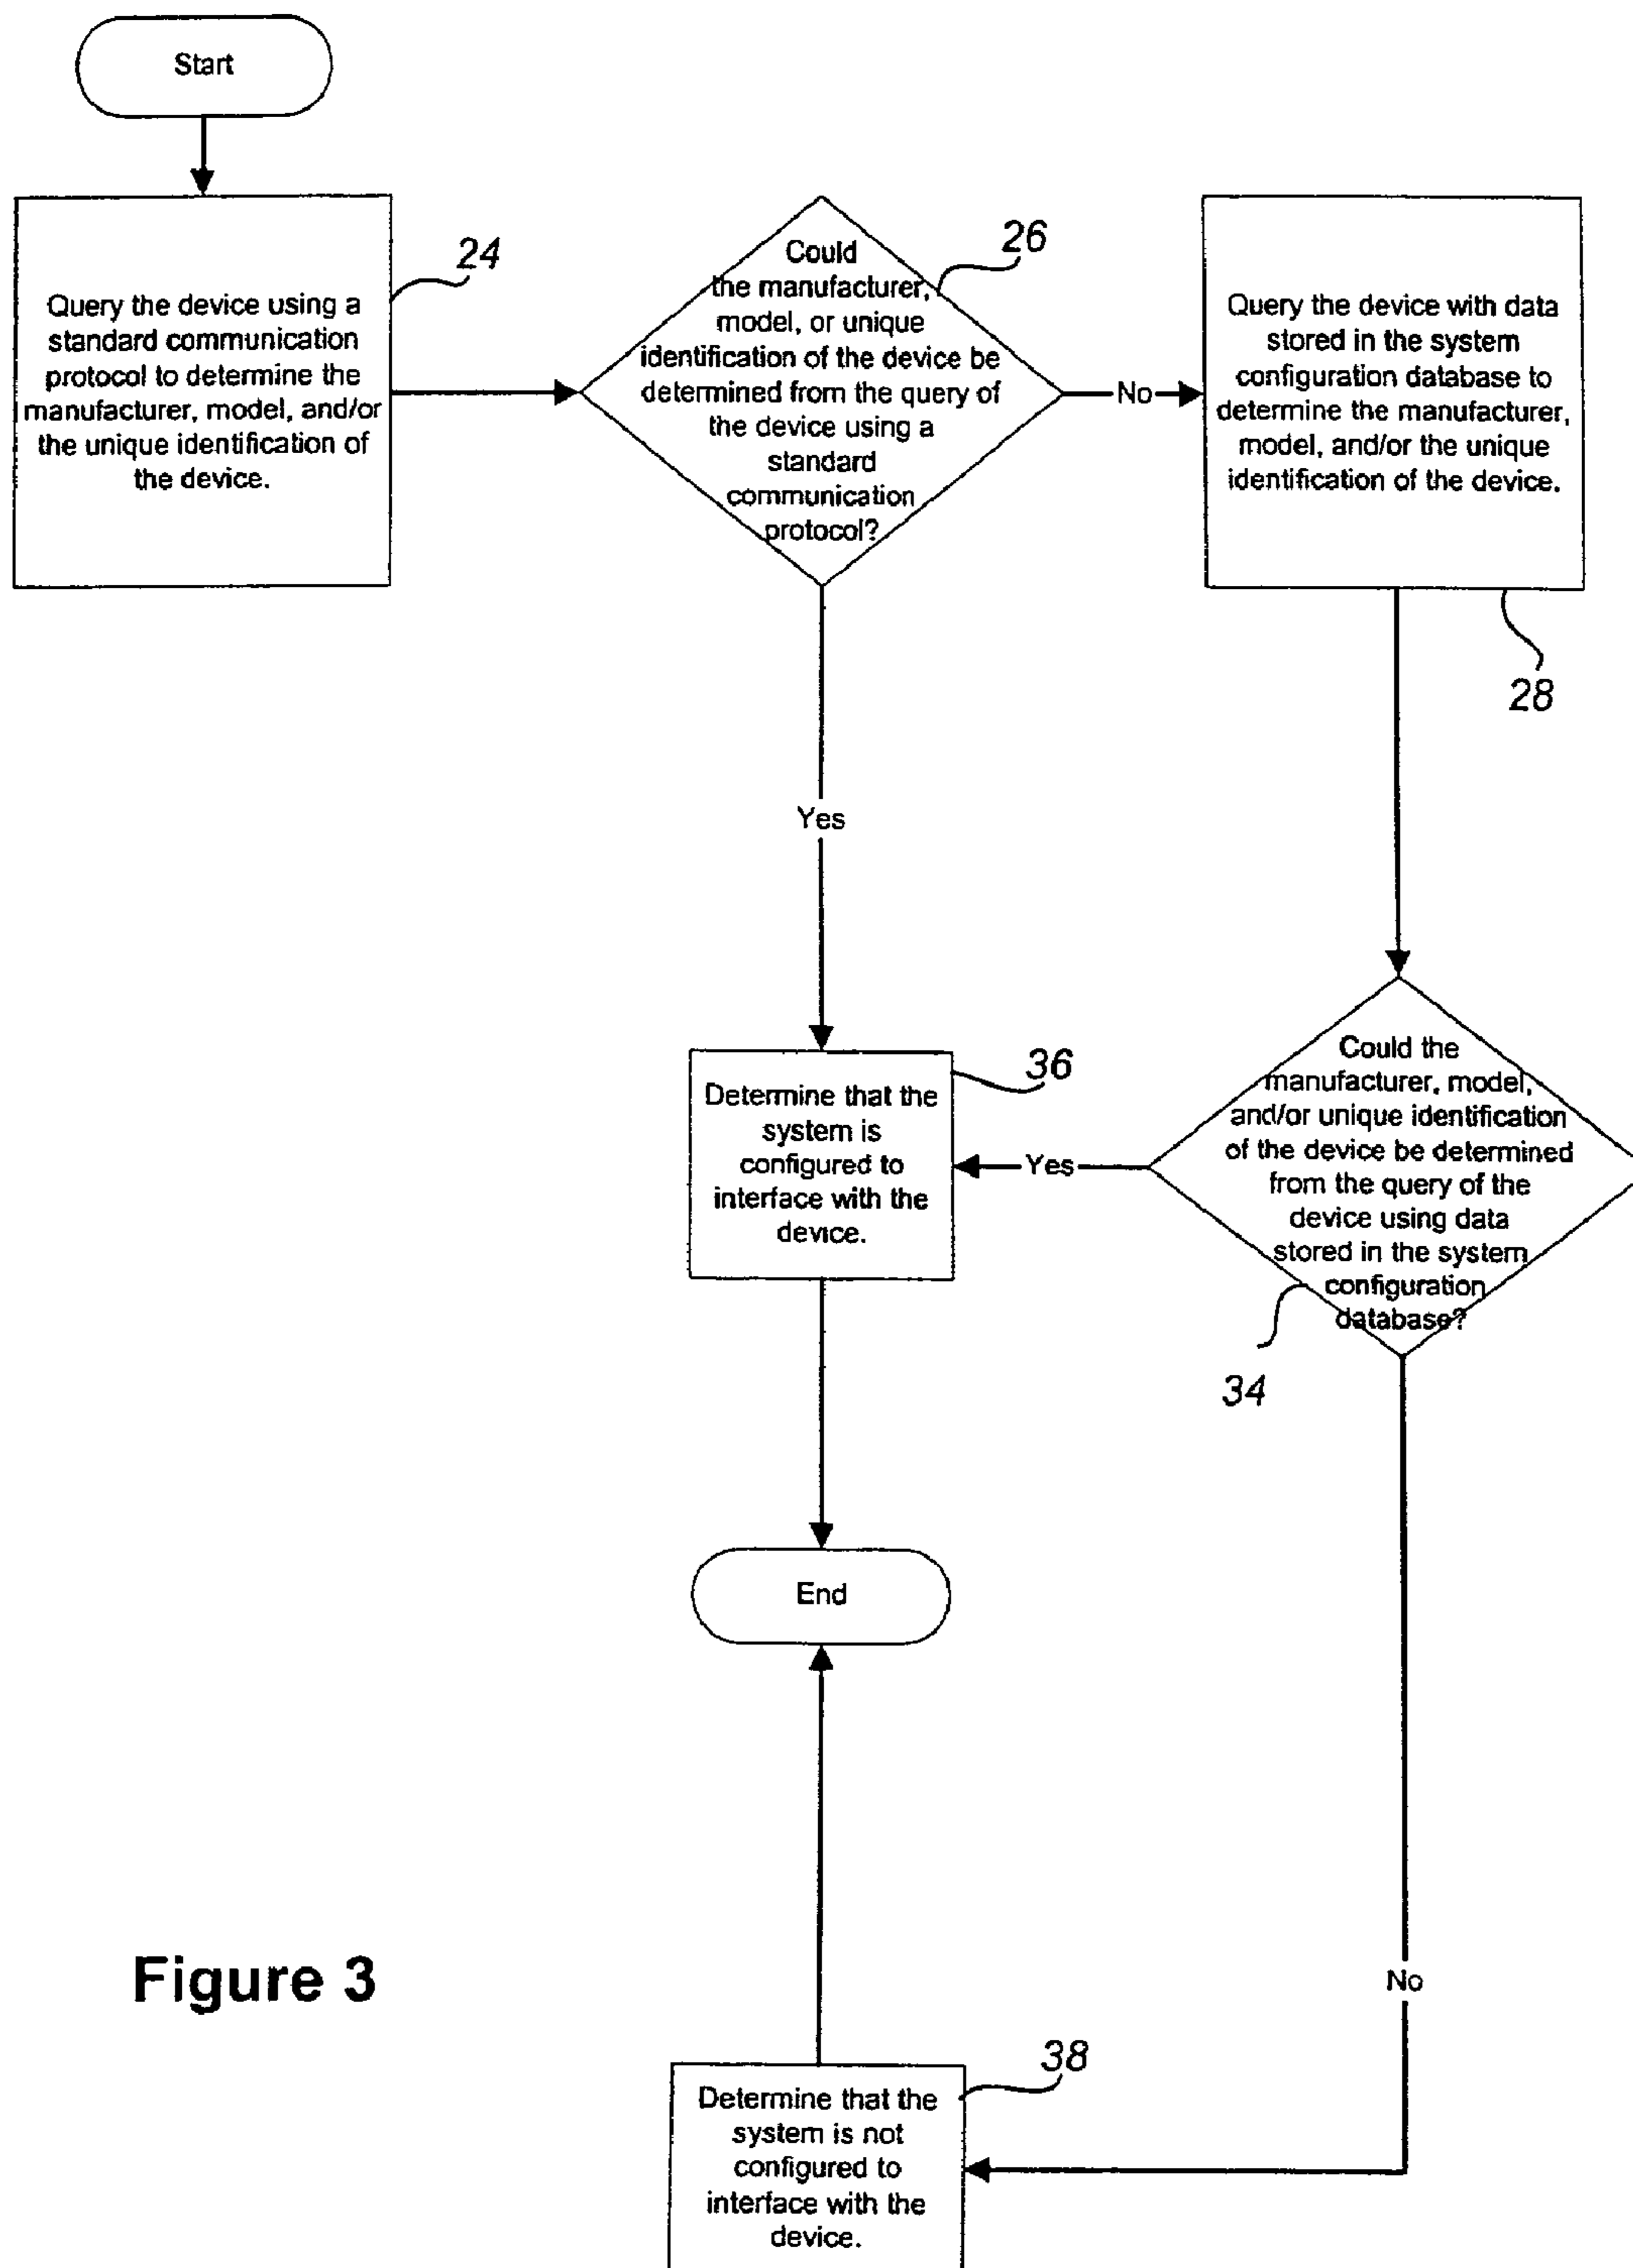 Start
24
Query the device using a
standard communication
protocol to determine the
manufacturer, model, and/or
the unique identification of
the device.
26
Could
the manufacturer,
model, or unique
identification of the device be
determined from the query of
the device using a
standard
communication
protocol?
No
Query the device with data
stored in the system
configuration database to
determine the manufacturer,
model, and/or the unique
identification of the device.
28
Yes
36
Determine that the
system is
configured to
interface with the
device.
Yes
Could the
manufacturer, model,
and/or unique identification
of the device be determined
from the query of the
device using data
stored in the system
configuration
database?
34
End
Figure 3
No
38
Determine that the
system is not
configured to
interface with the
device.